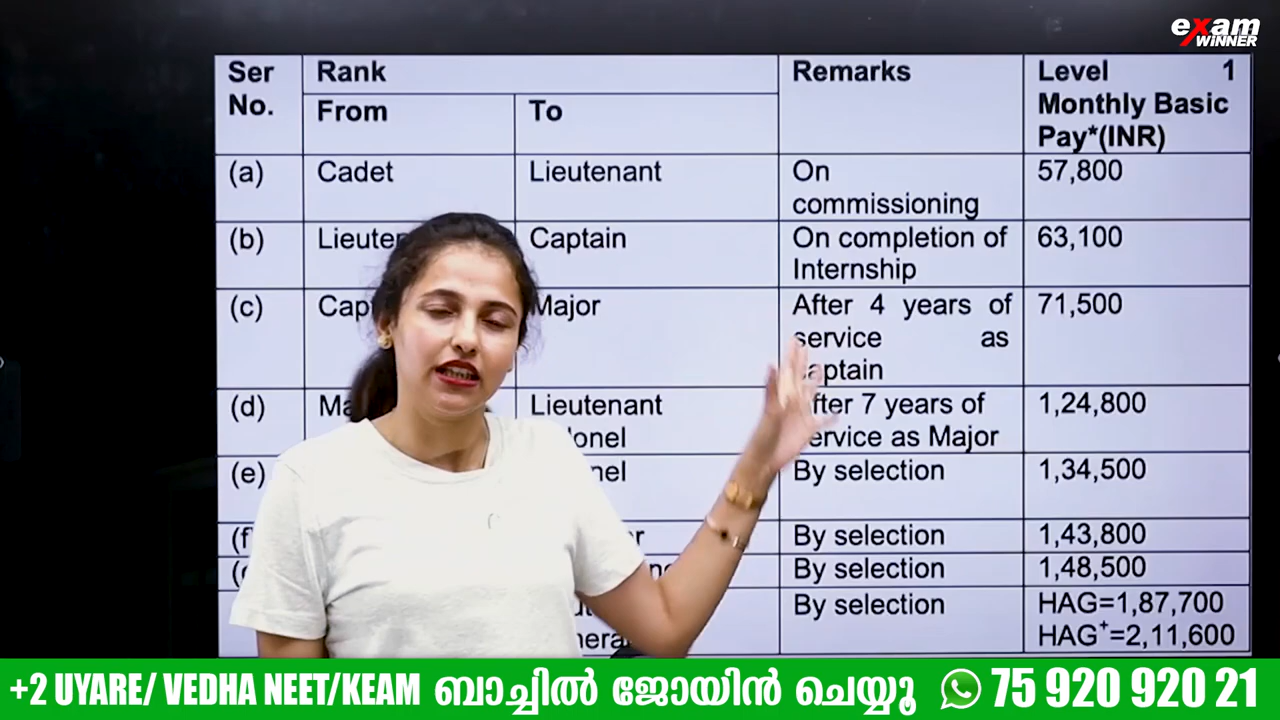 exam
WINNER
Ser No. Rank Remarks Level 1 Monthly Basic Pay*(INR)
From To
(a) Cadet Lieutenant On commissioning 57,800
(b) Captain On completion of Internship 63,100
(c) Major After 4 years of service as 71,500
(d) Lieutenant After 7 years of service as Major 1,24,800
(e) By selection 1,34,500
By selection 1,43,800
By selection 1,48,500
By selection HAG=1,87,700
HAG+=2,11,600
+2 UYARE/ VEDHA NEET/KEAM ബാച്ചിൽ ജോയിൻ ചെയ്യൂ 75 920 920 21